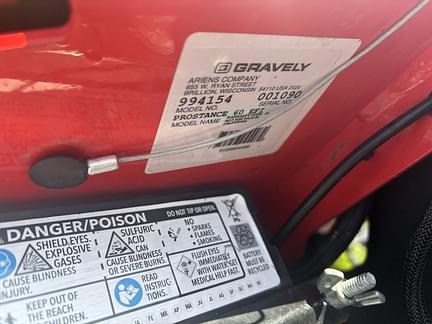 GRAVELY
ARIENS COMPANY
655 W. RYAN STREET
BRILLION, WISCONSIN 54110 USA 2020
994154 001090
MODEL NO. SERIAL NO.
PROSTANCE 60 EFI
MODEL NAME
DANGER/POISON
DO NOT TIP OR OPEN
SHIELD EYES
EXPLOSIVE
GASES
CAUSE BLINDNESS
INJURY.
SULFURIC
ACID
CAN
CAUSE BLINDNESS
OR SEVERE BURNS.
NO
• SPARKS
• FLAMES
• SMOKING
KEEP OUT OF
THE REACH OF
CHILDREN
READ
INSTRUC-
TIONS.
FLUSH EYES
IMMEDIATELY
WITH WATER, GET
MEDICAL HELP FAST.
BATTERY
MUST BE
RECYCLED